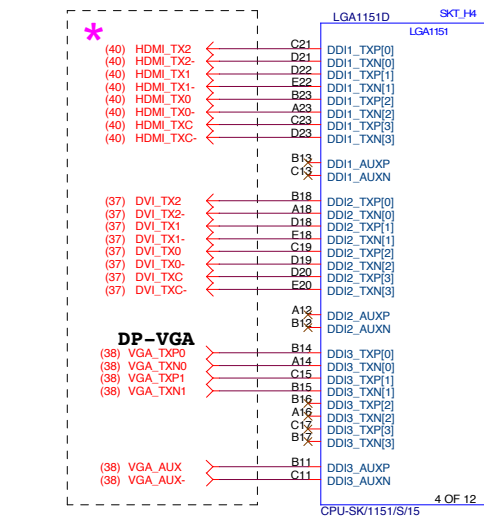 LGA1151D SKT_H4
LGA1151
*
(40) HDMI_TX2 C21 DDI1_TXP[0]
(40) HDMI_TX2- D21 DDI1_TXN[0]
(40) HDMI_TX1 D22 DDI1_TXP[1]
(40) HDMI_TX1- E22 DDI1_TXN[1]
(40) HDMI_TX0 B23 DDI1_TXP[2]
(40) HDMI_TX0- A23 DDI1_TXN[2]
(40) HDMI_TXC C23 DDI1_TXP[3]
(40) HDMI_TXC- D23 DDI1_TXN[3]
B13 DDI1_AUXP
C13 DDI1_AUXN
(37) DVI_TX2 B18 DDI2_TXP[0]
(37) DVI_TX2- A18 DDI2_TXN[0]
(37) DVI_TX1 D18 DDI2_TXP[1]
(37) DVI_TX1- E18 DDI2_TXN[1]
(37) DVI_TX0 C19 DDI2_TXP[2]
(37) DVI_TX0- D19 DDI2_TXN[2]
(37) DVI_TXC D20 DDI2_TXP[3]
(37) DVI_TXC- E20 DDI2_TXN[3]
A12 DDI2_AUXP
B12 DDI2_AUXN
DP-VGA
(38) VGA_TXP0 B14 DDI3_TXP[0]
(38) VGA_TXN0 A14 DDI3_TXN[0]
(38) VGA_TXP1 C15 DDI3_TXP[1]
(38) VGA_TXN1 B15 DDI3_TXN[1]
B16 DDI3_TXP[2]
A16 DDI3_TXN[2]
C17 DDI3_TXP[3]
B17 DDI3_TXN[3]
(38) VGA_AUX B11 DDI3_AUXP
(38) VGA_AUX- C11 DDI3_AUXN
4 OF 12
CPU-SK/1151/S/15